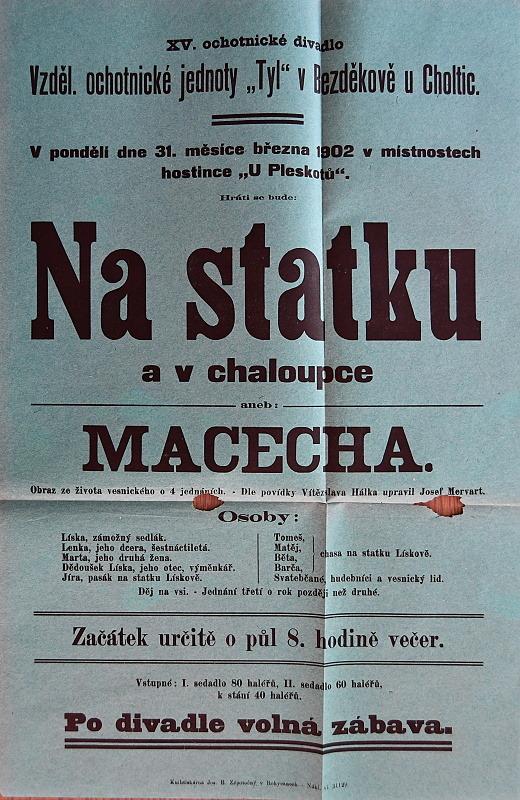 XV. ochotnické divadlo
Vzděl. ochotnické jednoty „Tyl" v Bezděkově u Choltic.
V pondělí dne 31. měsíce března 1902 v místnostech
hostince „U Pleskotů".
Hráti se bude:
Na statku
a v chaloupce
aneb:
MACECHA.
Obraz ze života vesnického o 4 jednáních. - Dle povídky Vítězslava Hálka upravil Josef Mervart.
Osoby:
Líska, zámožný sedlák.
Lenka, jeho dcera, šestnáctiletá.
Marta, jeho druhá žena.
Dědoušek Líska, jeho otec, výměnkář.
Jíra, pasák na statku Lískově.
Tomeš,
Matěj,
Běta,
Barča,
chasa na statku Lískově.
Svatebčané, hudebníci a vesnický lid.
Děj na vsi. - Jednání třetí o rok později než druhé.
Začátek určitě o půl 8. hodině večer.
Vstupné: I. sedadlo 80 haléřů, II. sedadlo 60 haléřů,
k stání 40 haléřů.
Po divadle volná zábava.
Knihtiskárna Jos. B. Zápotočný v Rokycanech - Nákl.